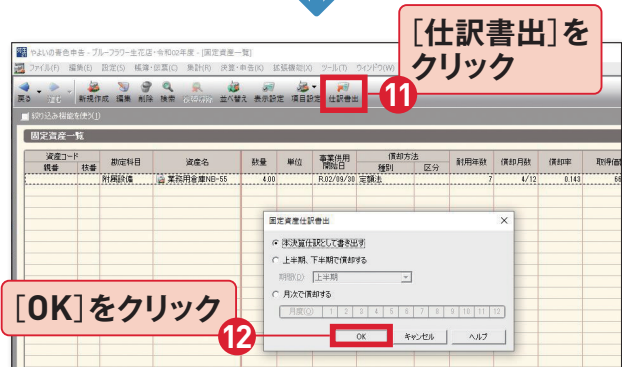 [仕訳書出]を
クリック
やよいの青色申告 - ブルーフラワー生花店・令和02年度 - [固定資産一覧]
ファイル(F) 編集(E) 設定(S) 帳簿・伝票(C) 集計(R) 決算・申告(K) 拡張機能(X) ツール(T) ウィンドウ(W)
戻る 進む 新規作成 編集 削除 検索 並べ替え 表示設定 項目設定 仕訳書出
11
絞り込み機能を使う(J)
固定資産一覧
資産コード 勘定科目 資産名 数量 単位 事業供用開始日 償却方法 耐用年数 償却月数 償却率 取得価
親番 枝番 種別 区分
附属設備 業務用倉庫NB-55 4.00 R.02/09/30 定額法 7 4/12 0.143 66
固定資産仕訳書出 ×
本決算仕訳として書き出す
上半期、下半期で償却する
期間(D) 上半期
月次で償却する
月度(O) 1 2 3 4 5 6 7 8 9 10 11 12
OK キャンセル ヘルプ
[OK]をクリック
12